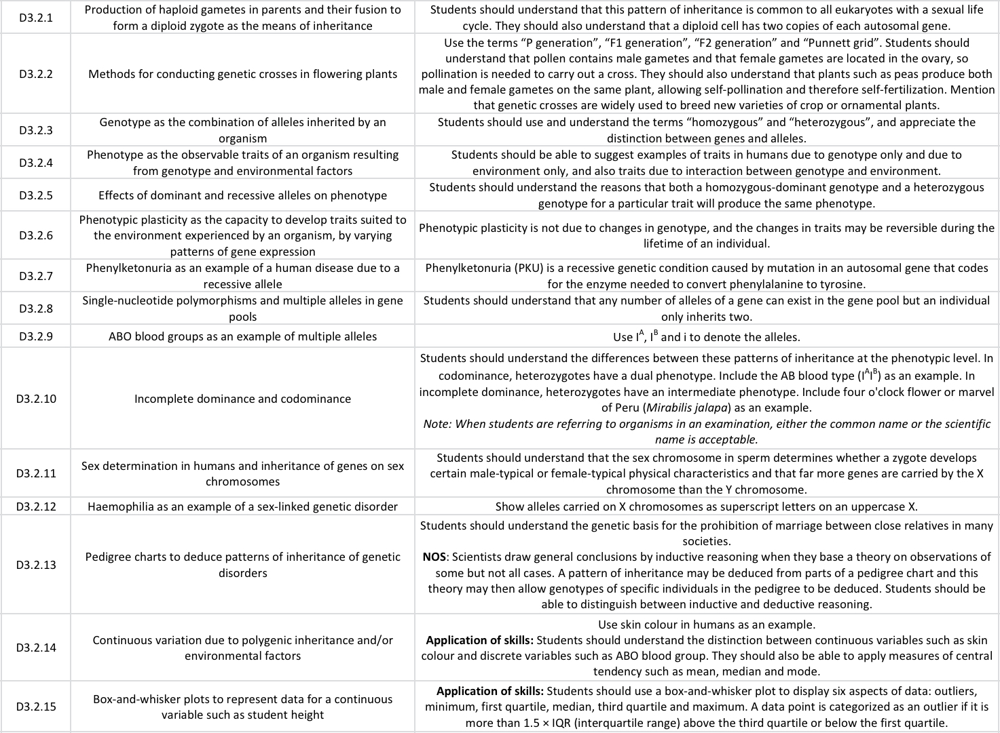 D3.2.1
Production of haploid gametes in parents and their fusion to
form a diploid zygote as the means of inheritance
Students should understand that this pattern of inheritance is common to all eukaryotes with a sexual life
cycle. They should also understand that a diploid cell has two copies of each autosomal gene.
D3.2.2
Methods for conducting genetic crosses in flowering plants
Use the terms “P generation”, “F1 generation”, “F2 generation” and “Punnett grid”. Students should
understand that pollen contains male gametes and that female gametes are located in the ovary, so
pollination is needed to carry out a cross. They should also understand that plants such as peas produce both
male and female gametes on the same plant, allowing self-pollination and therefore self-fertilization. Mention
that genetic crosses are widely used to breed new varieties of crop or ornamental plants.
D3.2.3
Genotype as the combination of alleles inherited by an
organism
Students should use and understand the terms “homozygous” and “heterozygous”, and appreciate the
distinction between genes and alleles.
D3.2.4
Phenotype as the observable traits of an organism resulting
from genotype and environmental factors
Students should be able to suggest examples of traits in humans due to genotype only and due to
environment only, and also traits due to interaction between genotype and environment.
D3.2.5
Effects of dominant and recessive alleles on phenotype
Students should understand the reasons that both a homozygous-dominant genotype and a heterozygous
genotype for a particular trait will produce the same phenotype.
D3.2.6
Phenotypic plasticity as the capacity to develop traits suited to
the environment experienced by an organism, by varying
patterns of gene expression
Phenotypic plasticity is not due to changes in genotype, and the changes in traits may be reversible during the
lifetime of an individual.
D3.2.7
Phenylketonuria as an example of a human disease due to a
recessive allele
Phenylketonuria (PKU) is a recessive genetic condition caused by mutation in an autosomal gene that codes
for the enzyme needed to convert phenylalanine to tyrosine.
D3.2.8
Single-nucleotide polymorphisms and multiple alleles in gene
pools
Students should understand that any number of alleles of a gene can exist in the gene pool but an individual
only inherits two.
D3.2.9
ABO blood groups as an example of multiple alleles
Use Iᴬ, Iᴮ and i to denote the alleles.
D3.2.10
Incomplete dominance and codominance
Students should understand the differences between these patterns of inheritance at the phenotypic level. In
codominance, heterozygotes have a dual phenotype. Include the AB blood type (IᴬIᴮ) as an example. In
incomplete dominance, heterozygotes have an intermediate phenotype. Include four o'clock flower or marvel
of Peru (Mirabilis jalapa) as an example.
Note: When students are referring to organisms in an examination, either the common name or the scientific
name is acceptable.
D3.2.11
Sex determination in humans and inheritance of genes on sex
chromosomes
Students should understand that the sex chromosome in sperm determines whether a zygote develops
certain male-typical or female-typical physical characteristics and that far more genes are carried by the X
chromosome than the Y chromosome.
D3.2.12
Haemophilia as an example of a sex-linked genetic disorder
Show alleles carried on X chromosomes as superscript letters on an uppercase X.
D3.2.13
Pedigree charts to deduce patterns of inheritance of genetic
disorders
Students should understand the genetic basis for the prohibition of marriage between close relatives in many
societies.
NOS: Scientists draw general conclusions by inductive reasoning when they base a theory on observations of
some but not all cases. A pattern of inheritance may be deduced from parts of a pedigree chart and this
theory may then allow genotypes of specific individuals in the pedigree to be deduced. Students should be
able to distinguish between inductive and deductive reasoning.
D3.2.14
Continuous variation due to polygenic inheritance and/or
environmental factors
Use skin colour in humans as an example.
Application of skills: Students should understand the distinction between continuous variables such as skin
colour and discrete variables such as ABO blood group. They should also be able to apply measures of central
tendency such as mean, median and mode.
D3.2.15
Box-and-whisker plots to represent data for a continuous
variable such as student height
Application of skills: Students should use a box-and-whisker plot to display six aspects of data: outliers,
minimum, first quartile, median, third quartile and maximum. A data point is categorized as an outlier if it is
more than 1.5 × IQR (interquartile range) above the third quartile or below the first quartile.